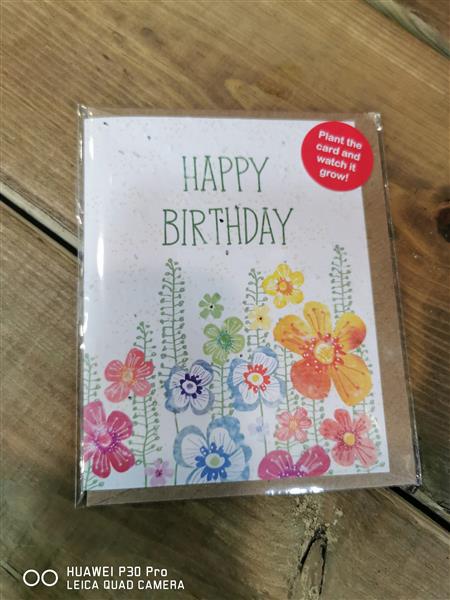 Plant the
card and
watch it
grow!
HAPPY
BIRTHDAY
HUAWEI P30 Pro
LEICA QUAD CAMERA